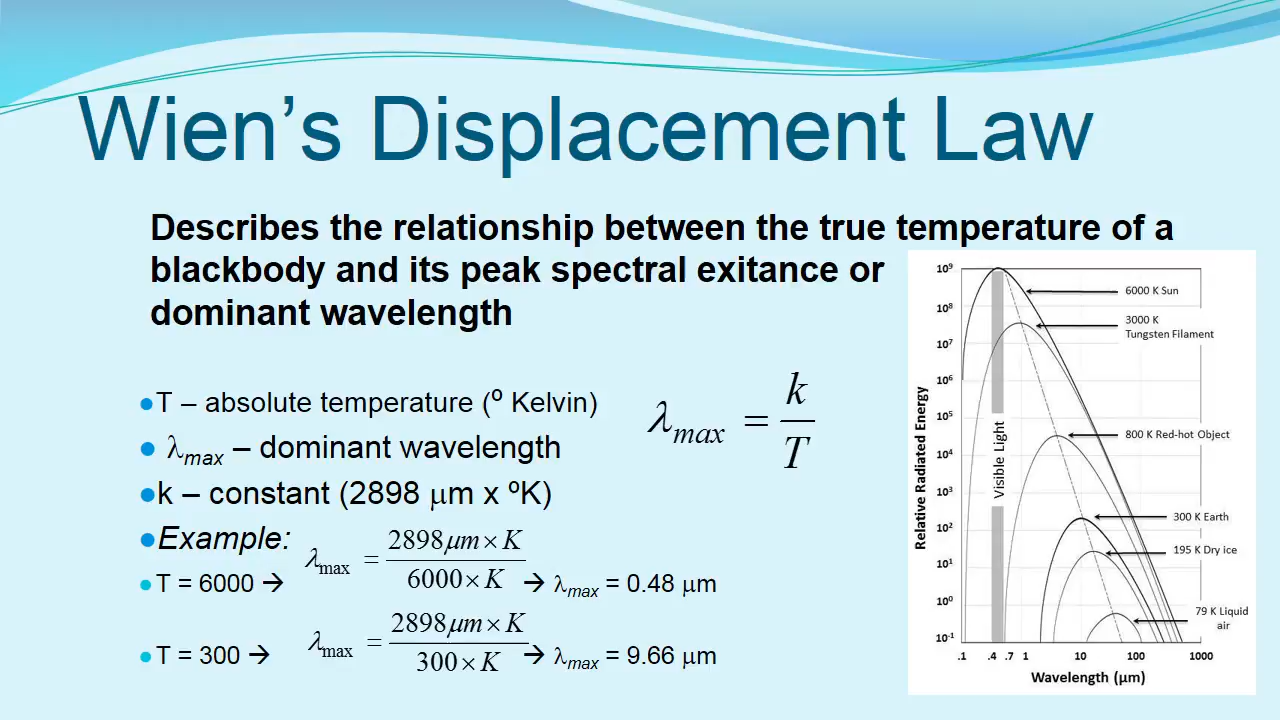 Wien's Displacement Law
Describes the relationship between the true temperature of a
blackbody and its peak spectral exitance or
dominant wavelength
●T – absolute temperature (º Kelvin)
● λmax – dominant wavelength
●k – constant (2898 μm x ºK)
λmax = k/T
●Example:
● T = 6000 → λmax = 2898μm × K / 6000 × K → λmax = 0.48 μm
● T = 300 → λmax = 2898μm × K / 300 × K → λmax = 9.66 μm
Relative Radiated Energy
10⁹
10⁸
10⁷
10⁶
10⁵
10⁴
10³
10²
10¹
10⁰
10⁻¹
Visible Light
6000 K Sun
3000 K
Tungsten Filament
800 K Red-hot Object
300 K Earth
195 K Dry ice
79 K Liquid
air
.1 .4 .7 1 10 100 1000
Wavelength (μm)